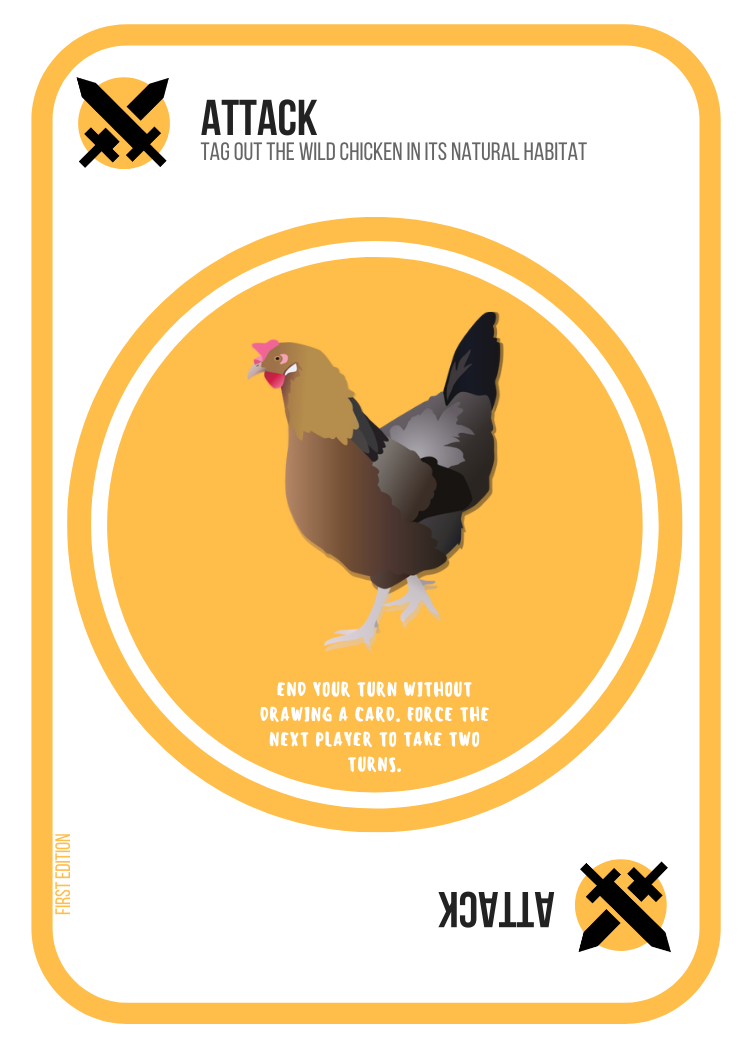 ATTACK
TAG OUT THE WILD CHICKEN IN ITS NATURAL HABITAT
END YOUR TURN WITHOUT
DRAWING A CARD. FORCE THE
NEXT PLAYER TO TAKE TWO
TURNS.
FIRST EDITION
ATTACK